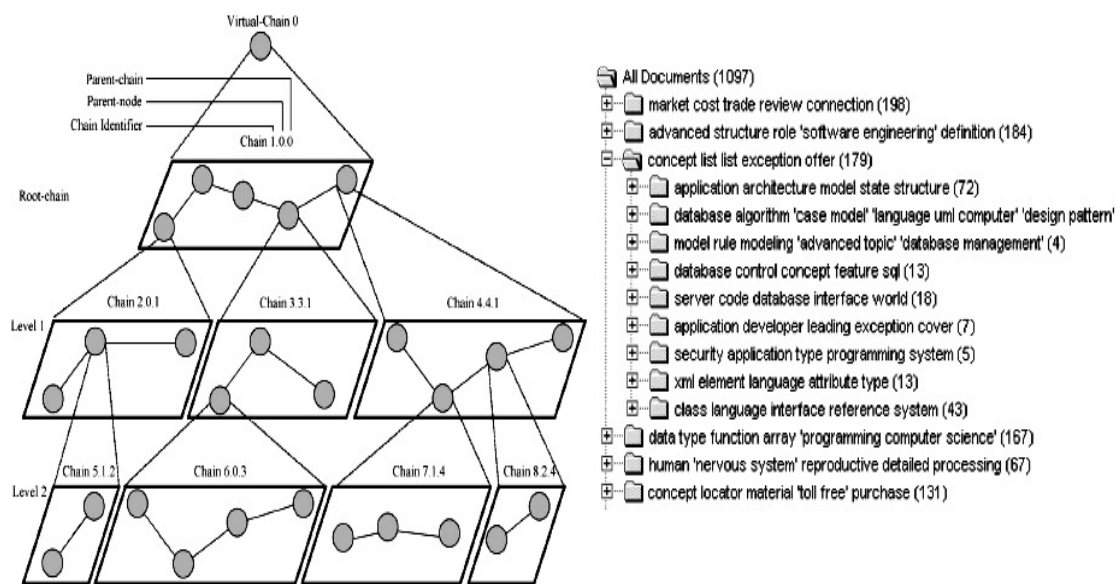 Virtual-Chain 0
Parent-chain
Parent-node
Chain Identifier
Chain 1.0.0
Root-chain
Chain 2.0.1
Chain 3.3.1
Chain 4.4.1
Level 1
Chain 5.1.2
Chain 6.0.3
Chain 7.1.4
Chain 8.2.4
Level 2
All Documents (1097)
market cost trade review connection (198)
advanced structure role 'software engineering' definition (184)
concept list list exception offer (179)
application architecture model state structure (72)
database algorithm 'case model' 'language uml computer' 'design pattern'
model rule modeling 'advanced topic' 'database management' (4)
database control concept feature sql (13)
server code database interface world (18)
application developer leading exception cover (7)
security application type programming system (5)
xml element language attribute type (13)
class language interface reference system (43)
data type function array 'programming computer science' (167)
human 'nervous system' reproductive detailed processing (67)
concept locator material 'toll free' purchase (131)